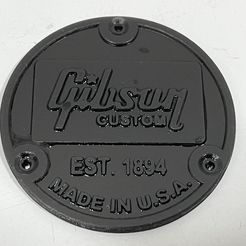 Gibson
CUSTOM
EST. 1894
MADE IN U.S.A.